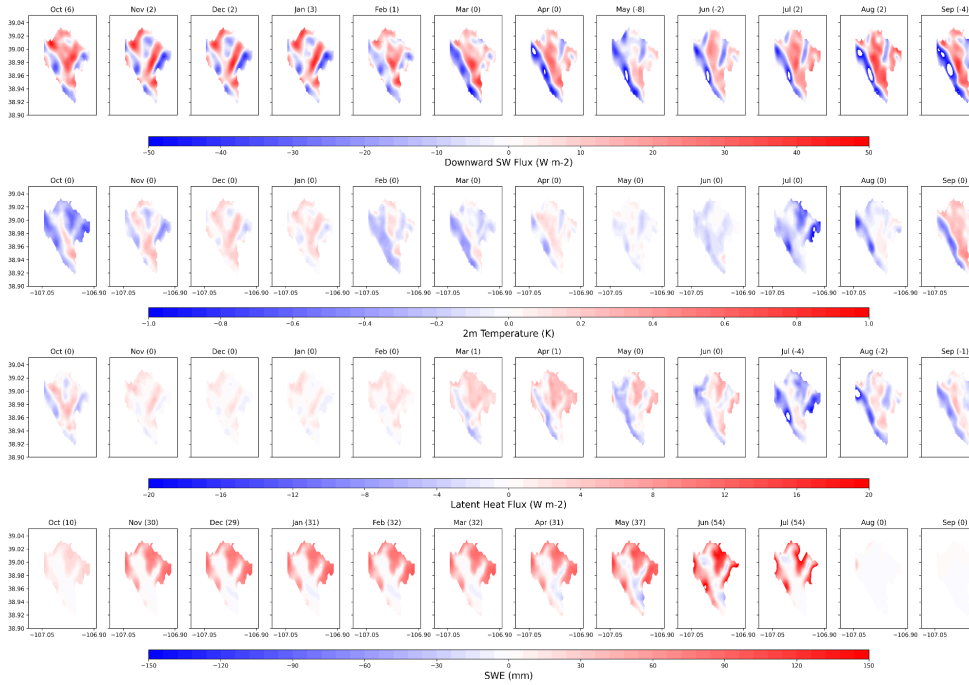 Oct (6) Nov (2) Dec (2) Jan (3) Feb (1) Mar (0) Apr (0) May (-8) Jun (-2) Jul (2) Aug (2) Sep (-4)
39.04
39.02
39.00
38.98
38.96
38.94
38.92
−50 −40 −30 −20 −10 0 10 20 30 40 50
Downward SW Flux (W m-2)
Oct (0) Nov (0) Dec (0) Jan (0) Feb (0) Mar (0) Apr (0) May (0) Jun (0) Jul (0) Aug (0) Sep (0)
39.04
39.02
39.00
38.98
38.96
38.94
38.92
38.90
−107.05 −106.90 −107.05 −106.90 −107.05 −106.90 −107.05 −106.90 −107.05 −106.90 −107.05 −106.90 −107.05 −106.90 −107.05 −106.90 −107.05 −106.90 −107.05 −106.90 −107.05 −106.90 −107.05
−1.0 −0.8 −0.6 −0.4 −0.2 0.0 0.2 0.4 0.6 0.8 1.0
2m Temperature (K)
Oct (0) Nov (0) Dec (0) Jan (0) Feb (0) Mar (1) Apr (1) May (0) Jun (0) Jul (-4) Aug (-2) Sep (-1)
39.04
39.02
39.00
38.98
38.96
38.94
38.92
38.90
−20 −16 −12 −8 −4 0 4 8 12 16 20
Latent Heat Flux (W m-2)
Oct (10) Nov (30) Dec (29) Jan (31) Feb (32) Mar (32) Apr (31) May (37) Jun (54) Jul (54) Aug (0) Sep (0)
39.04
39.02
39.00
38.98
38.96
38.94
38.92
38.90
−107.05 −106.90 −107.05 −106.90 −107.05 −106.90 −107.05 −106.90 −107.05 −106.90 −107.05 −106.90 −107.05 −106.90 −107.05 −106.90 −107.05 −106.90 −107.05 −106.90 −107.05 −106.90 −107.05
−150 −120 −90 −60 −30 0 30 60 90 120 150
SWE (mm)